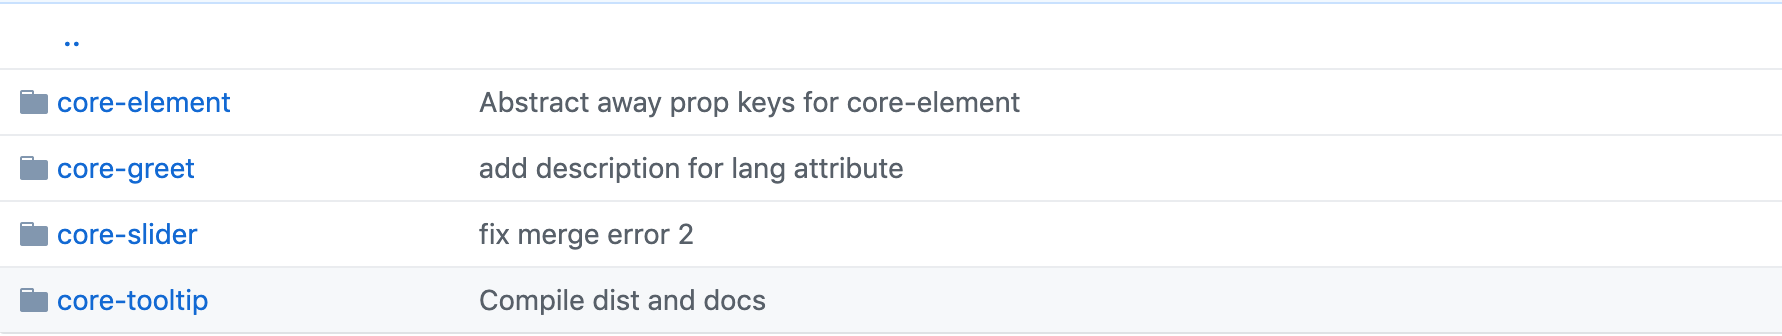 ..
core-element Abstract away prop keys for core-element
core-greet add description for lang attribute
core-slider fix merge error 2
core-tooltip Compile dist and docs